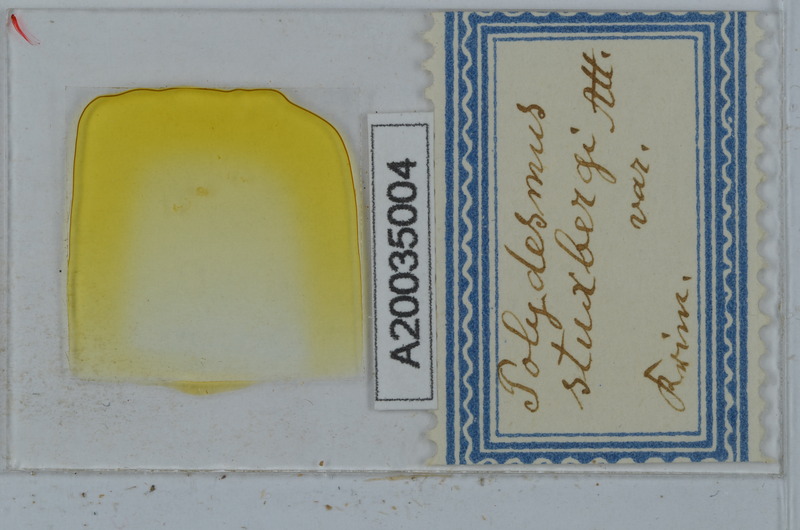 A20035004
Polydesmus
stuxbergi Att.
var.
Krim.